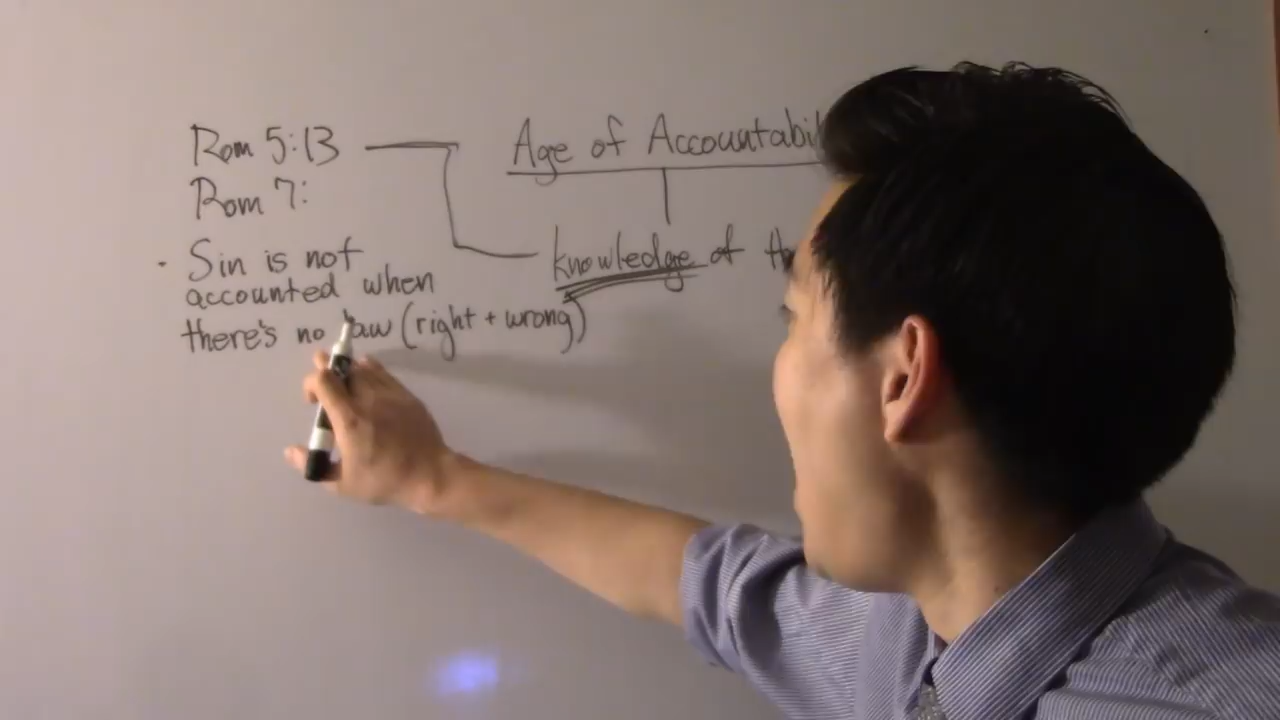 Rom 5:13
Rom 7:
• Sin is not
accounted when
there's no law (right + wrong)
Age of Accountabil
knowledge of